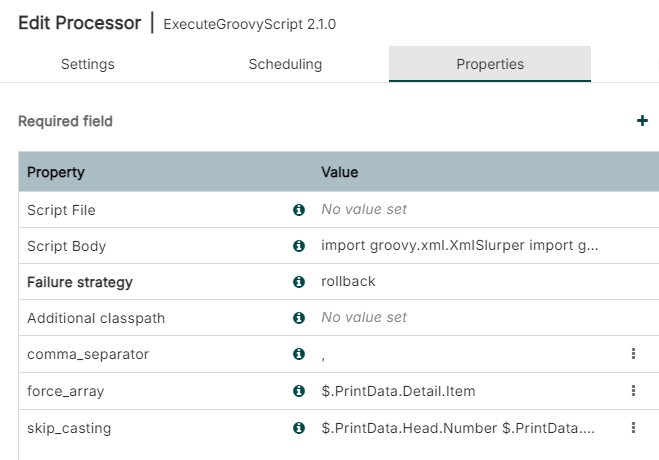 Edit Processor | ExecuteGroovyScript 2.1.0
Settings Scheduling Properties
Required field +
Property Value
Script File No value set
Script Body import groovy.xml.XmlSlurper import g...
Failure strategy rollback
Additional classpath No value set
comma_separator ,
force_array $.PrintData.Detail.Item
skip_casting $.PrintData.Head.Number $.PrintData....